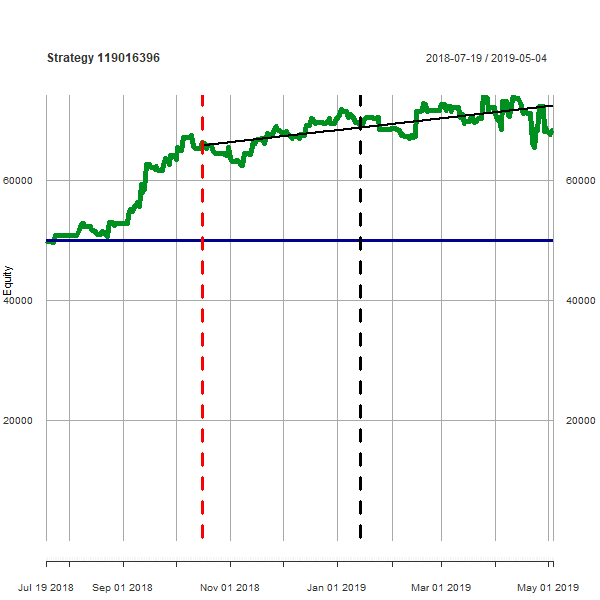 Strategy 119016396
2018-07-19 / 2019-05-04
60000
60000
Equity
40000
40000
20000
20000
Jul 19 2018
Sep 01 2018
Nov 01 2018
Jan 01 2019
Mar 01 2019
May 01 2019